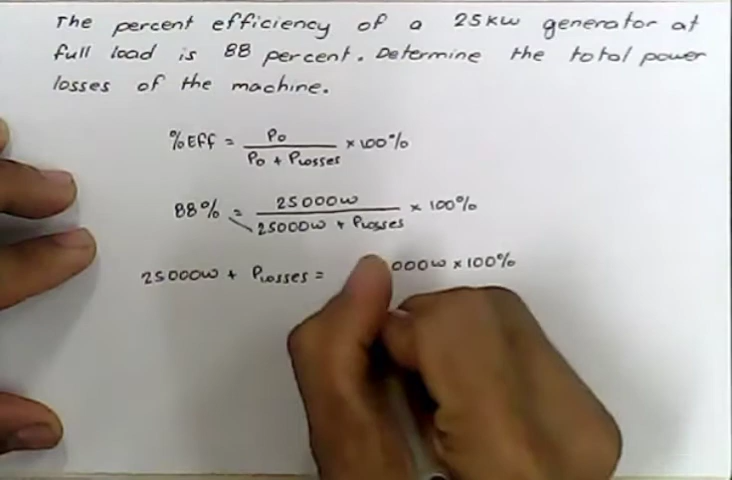 The percent efficiency of a 25kW generator at
full load is 88 percent. Determine the total power
losses of the machine.
%Eff = Po / Po + Plosses × 100%
88% = 25000W / 25000W + Plosses × 100%
25000W + Plosses = 000W × 100%